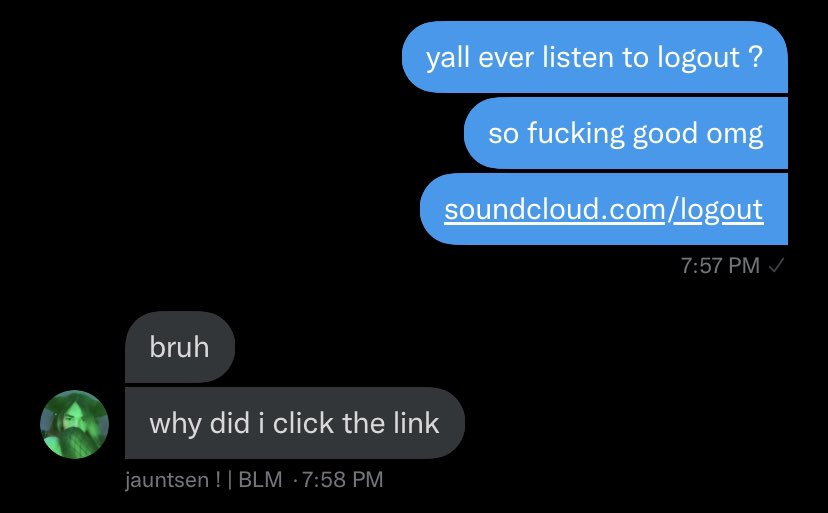 yall ever listen to logout ?
so fucking good omg
soundcloud.com/logout
7:57 PM ✓
bruh
why did i click the link
jauntsen ! | BLM · 7:58 PM